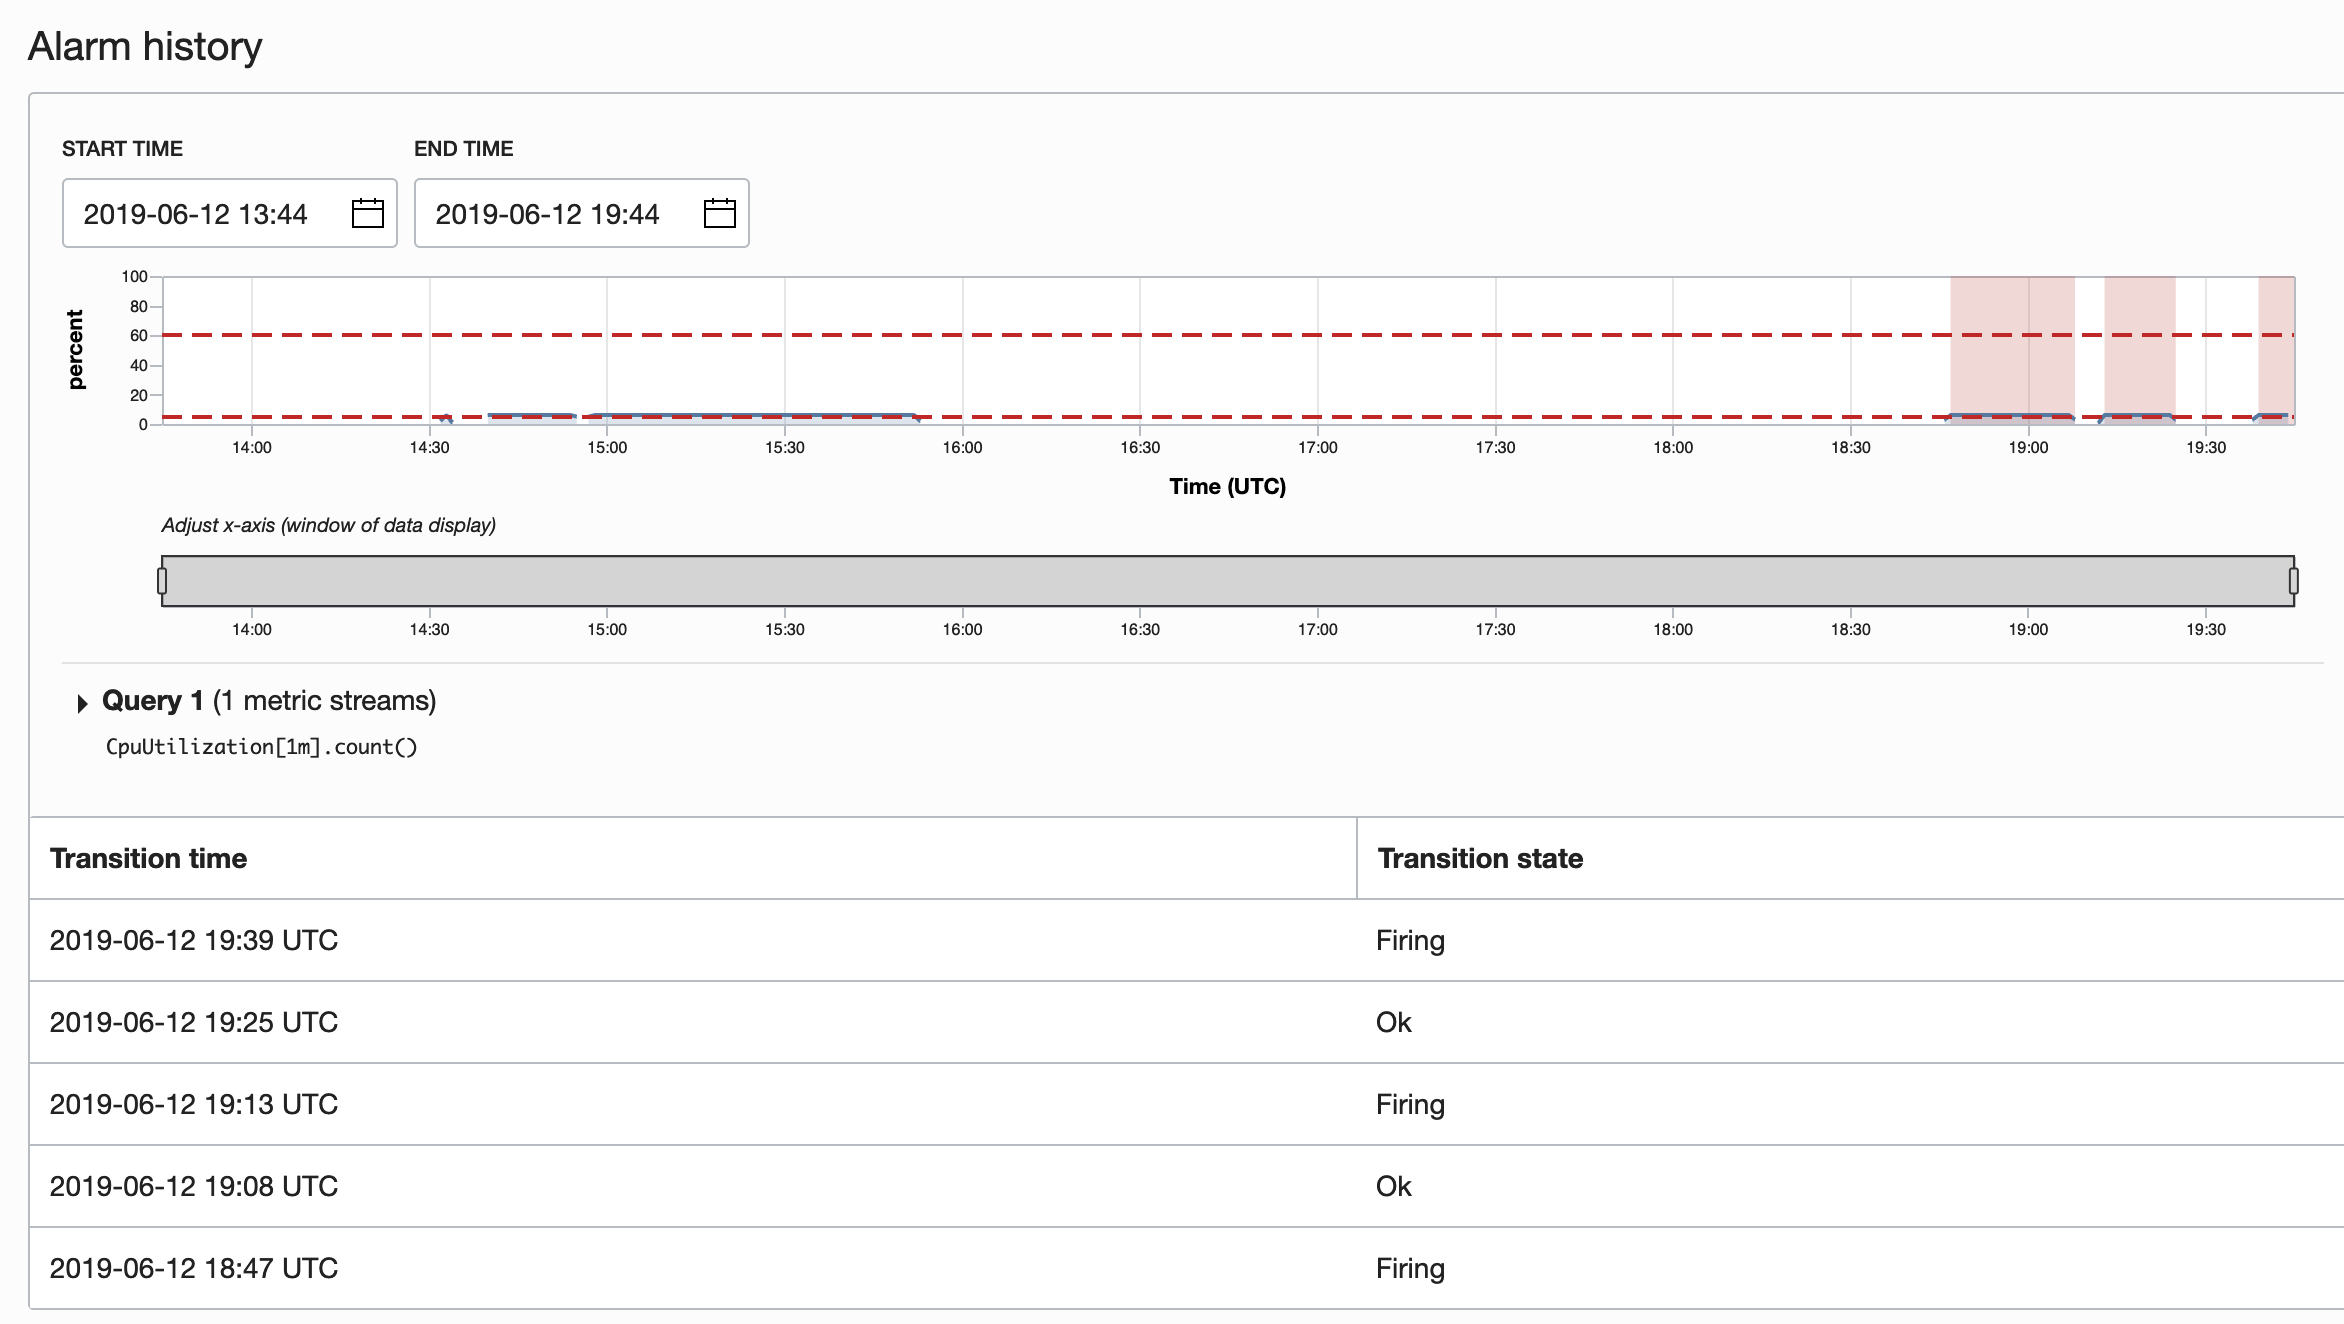 Alarm history
START TIME END TIME
2019-06-12 13:44 2019-06-12 19:44
100
80
60
40
20
0
percent
14:00 14:30 15:00 15:30 16:00 16:30 17:00 17:30 18:00 18:30 19:00 19:30
Time (UTC)
Adjust x-axis (window of data display)
14:00 14:30 15:00 15:30 16:00 16:30 17:00 17:30 18:00 18:30 19:00 19:30
Query 1 (1 metric streams)
CpuUtilization[1m].count()
Transition time Transition state
2019-06-12 19:39 UTC Firing
2019-06-12 19:25 UTC Ok
2019-06-12 19:13 UTC Firing
2019-06-12 19:08 UTC Ok
2019-06-12 18:47 UTC Firing